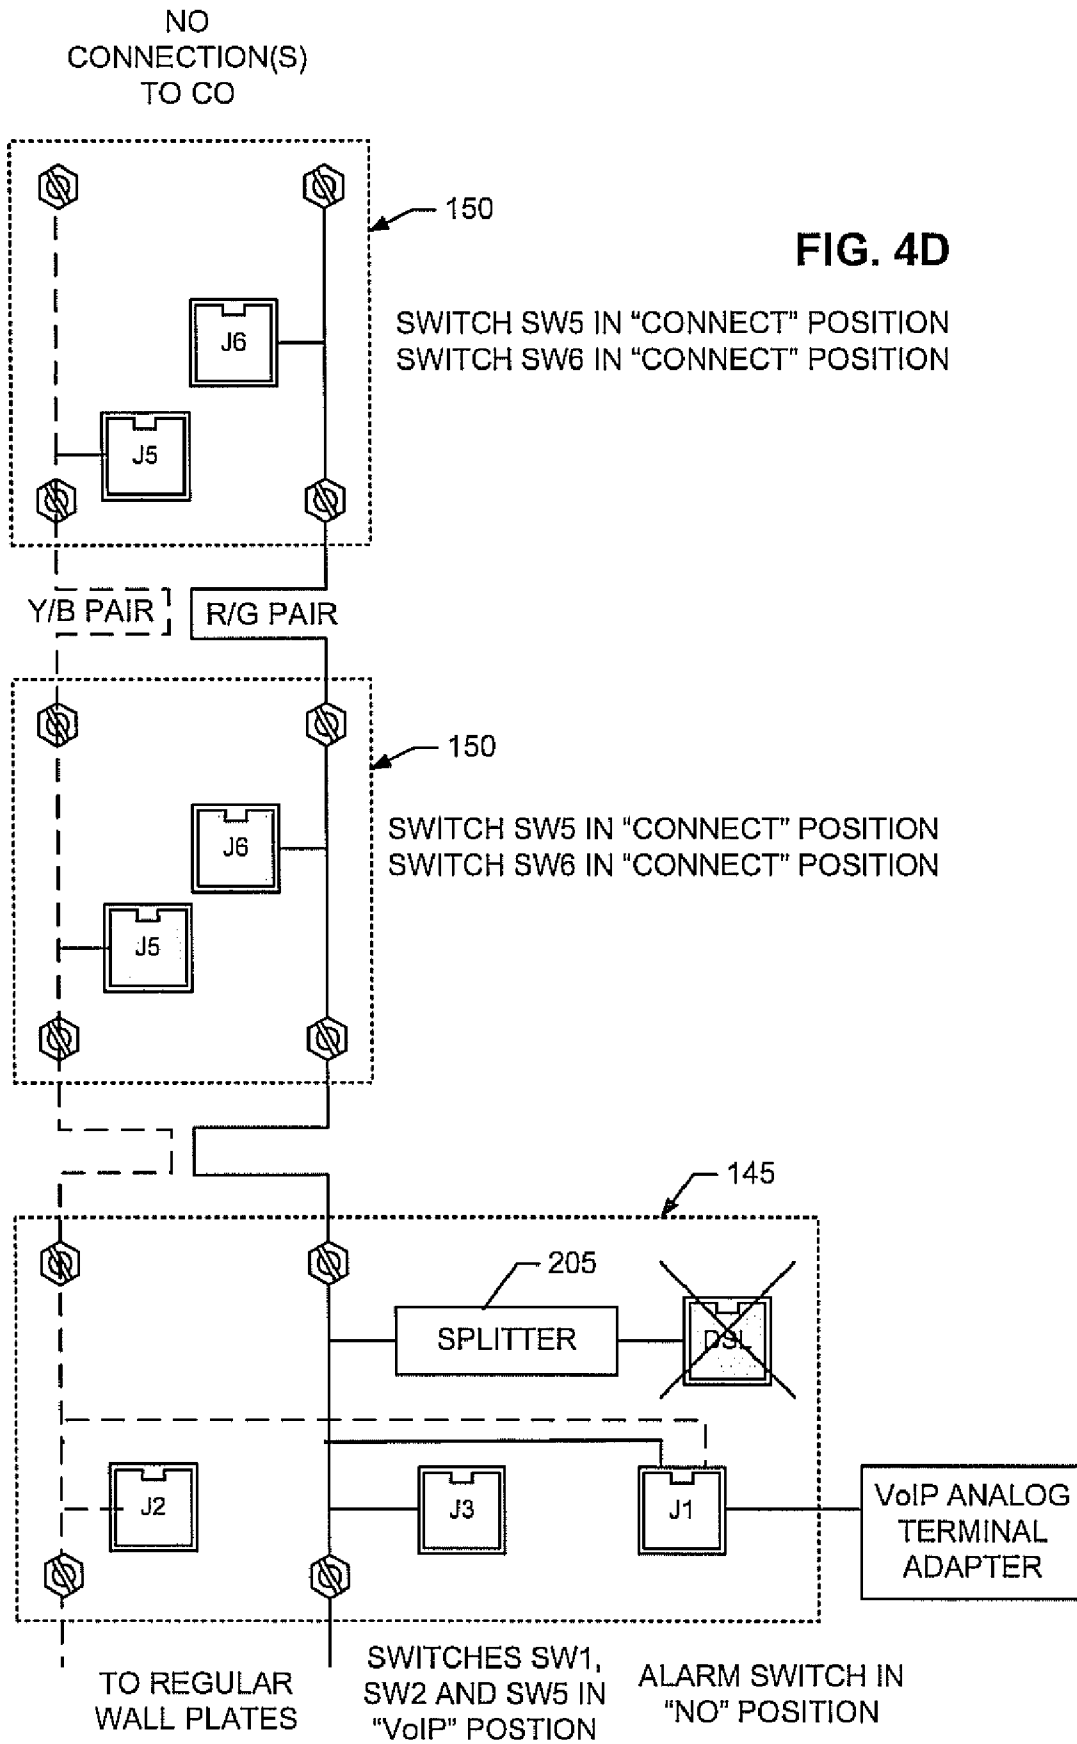 NO
CONNECTION(S)
TO CO
150
FIG. 4D
SWITCH SW5 IN "CONNECT" POSITION
SWITCH SW6 IN "CONNECT" POSITION
J6
J5
Y/B PAIR
R/G PAIR
150
SWITCH SW5 IN "CONNECT" POSITION
SWITCH SW6 IN "CONNECT" POSITION
J6
J5
145
205
SPLITTER
DSL
J2
J3
J1
VoIP ANALOG
TERMINAL
ADAPTER
TO REGULAR
WALL PLATES
SWITCHES SW1,
SW2 AND SW5 IN
"VoIP" POSTION
ALARM SWITCH IN
"NO" POSITION